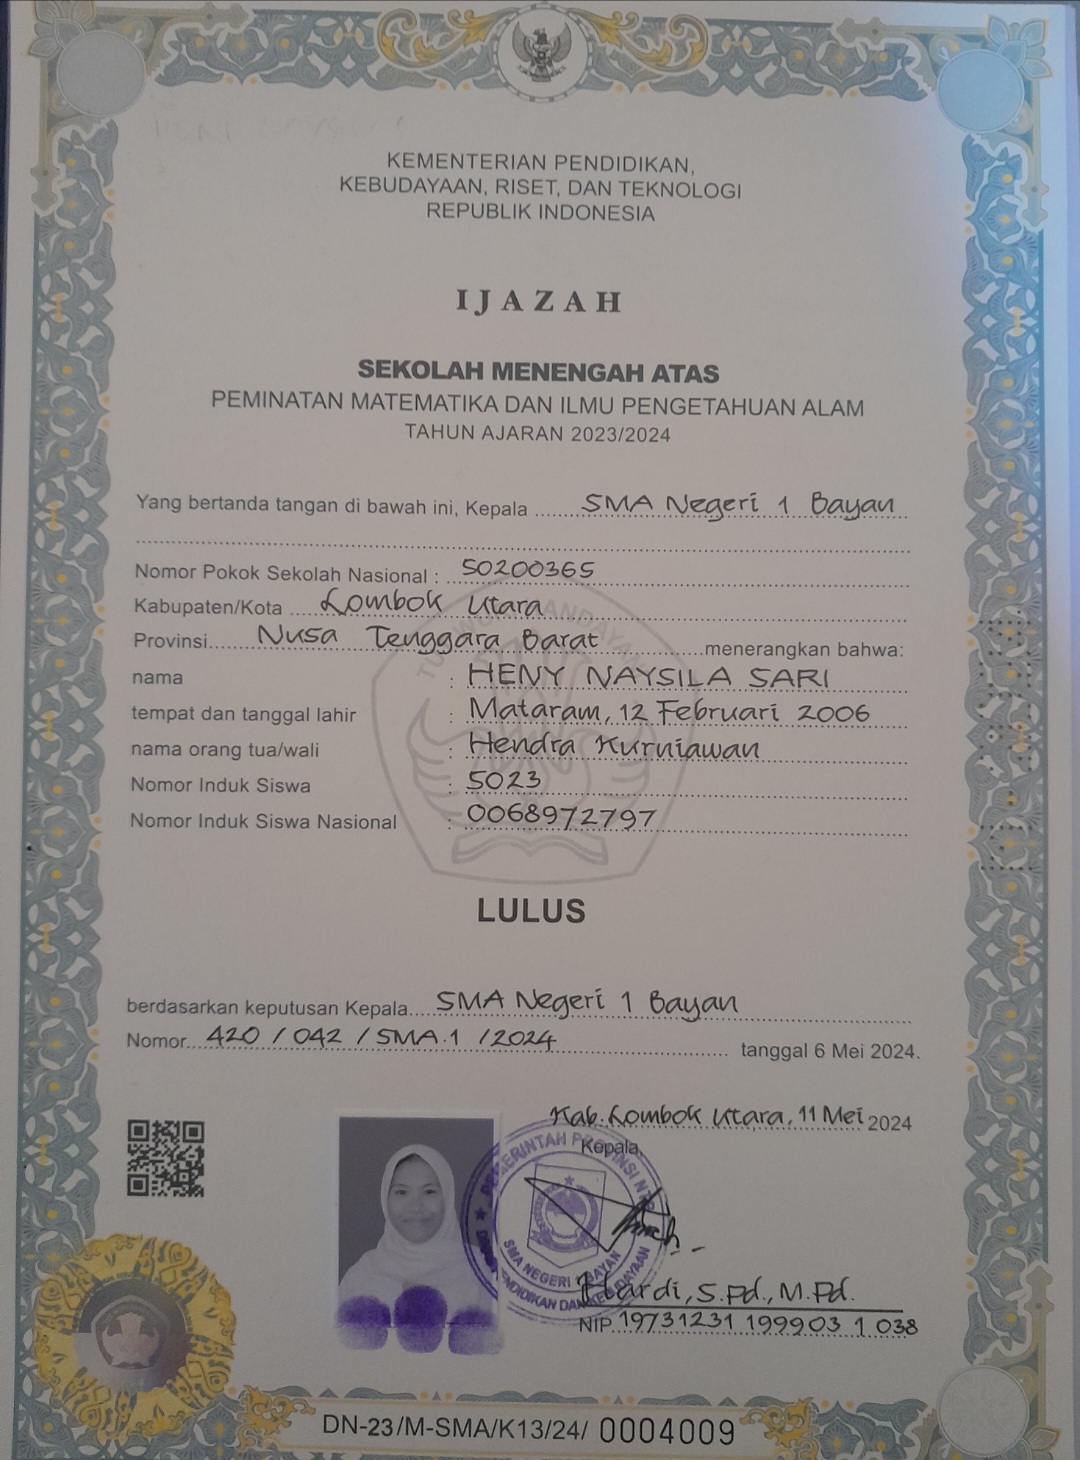 KEMENTERIAN PENDIDIKAN,
KEBUDAYAAN, RISET, DAN TEKNOLOGI
REPUBLIK INDONESIA
IJAZAH
SEKOLAH MENENGAH ATAS
PEMINATAN MATEMATIKA DAN ILMU PENGETAHUAN ALAM
TAHUN AJARAN 2023/2024
Yang bertanda tangan di bawah ini, Kepala SMA Negeri 1 Bayan
Nomor Pokok Sekolah Nasional : 50200365
Kabupaten/Kota Lombok Utara
Provinsi Nusa Tenggara Barat menerangkan bahwa:
nama : HENY NAYSILA SARI
tempat dan tanggal lahir : Mataram, 12 Februari 2006
nama orang tua/wali : Hendra Kurniawan
Nomor Induk Siswa : 5023
Nomor Induk Siswa Nasional : 0068972797
LULUS
berdasarkan keputusan Kepala SMA Negeri 1 Bayan
Nomor 420 / 042 / SMA.1 / 2024 tanggal 6 Mei 2024.
Kab. Lombok Utara, 11 Mei 2024
Kepala,
PEMERINTAH PROVINSI
SMA NEGERI 1 BAYAN
Hardi, S.Pd., M.Pd.
NIP 19731231 199903 1 038
DN-23/M-SMA/K13/24/ 0004009